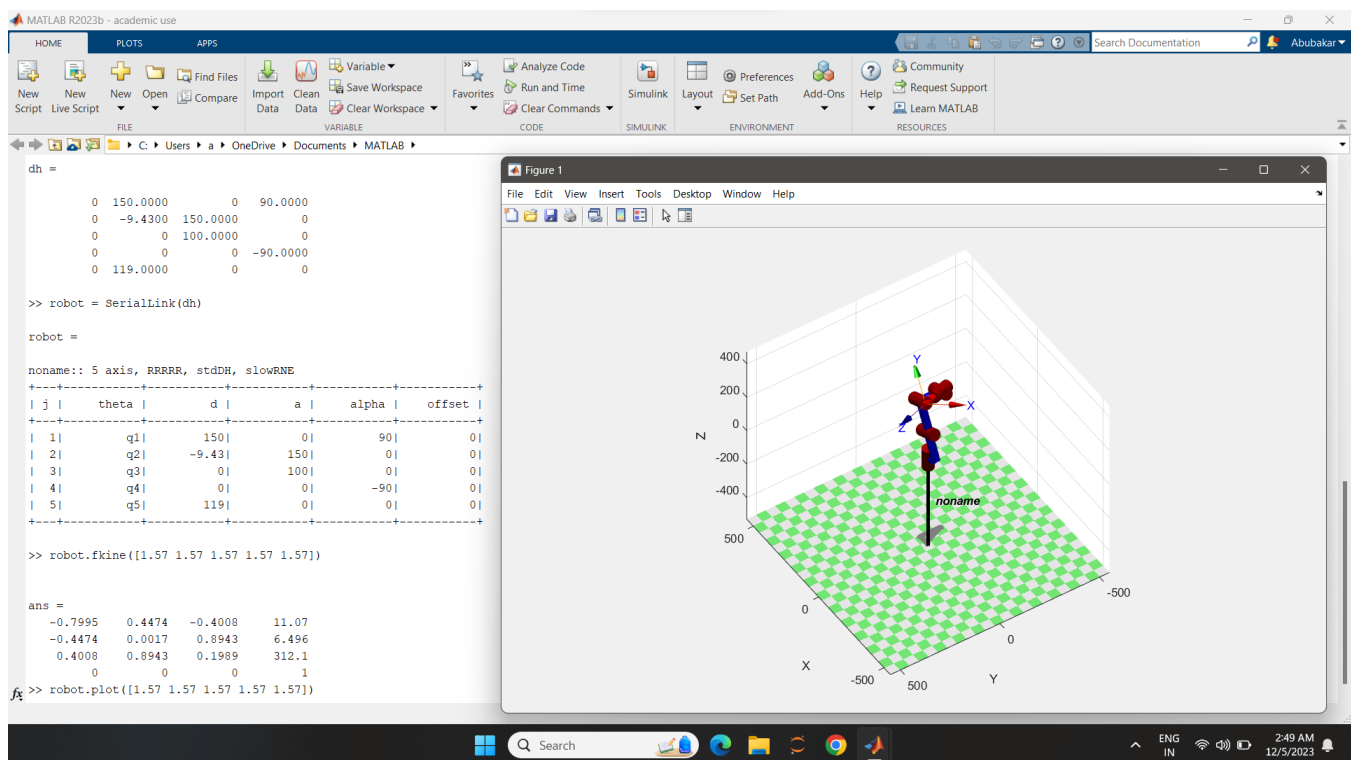 MATLAB R2023b - academic use
HOME PLOTS APPS
Search Documentation Abubakar
New Script
New Live Script
New
Open
Find Files
Compare
Import Data
Clean Data
Variable
Save Workspace
Clear Workspace
Favorites
Analyze Code
Run and Time
Clear Commands
Simulink
Layout
Preferences
Set Path
Add-Ons
Help
Community
Request Support
Learn MATLAB
FILE VARIABLE CODE SIMULINK ENVIRONMENT RESOURCES
C: Users a OneDrive Documents MATLAB
dh =
0 150.0000 0 90.0000
0 -9.4300 150.0000 0
0 0 100.0000 0
0 0 0 -90.0000
0 119.0000 0 0
>> robot = SerialLink(dh)
robot =
noname:: 5 axis, RRRRR, stdDH, slowRNE
+---+-----------+-----------+-----------+-----------+-----------+
| j | theta | d | a | alpha | offset |
+---+-----------+-----------+-----------+-----------+-----------+
| 1| q1| 150| 0| 90| 0|
| 2| q2| -9.43| 150| 0| 0|
| 3| q3| 0| 100| 0| 0|
| 4| q4| 0| 0| -90| 0|
| 5| q5| 119| 0| 0| 0|
+---+-----------+-----------+-----------+-----------+-----------+
>> robot.fkine([1.57 1.57 1.57 1.57 1.57])
ans =
-0.7995 0.4474 -0.4008 11.07
-0.4474 0.0017 0.8943 6.496
0.4008 0.8943 0.1989 312.1
0 0 0 1
fx >> robot.plot([1.57 1.57 1.57 1.57 1.57])
Figure 1
File Edit View Insert Tools Desktop Window Help
400
200
0
-200
-400
Z
Y
X
Z
noname
500
0
-500
X
500
0
-500
Y
Search
ENG
IN
2:49 AM
12/5/2023